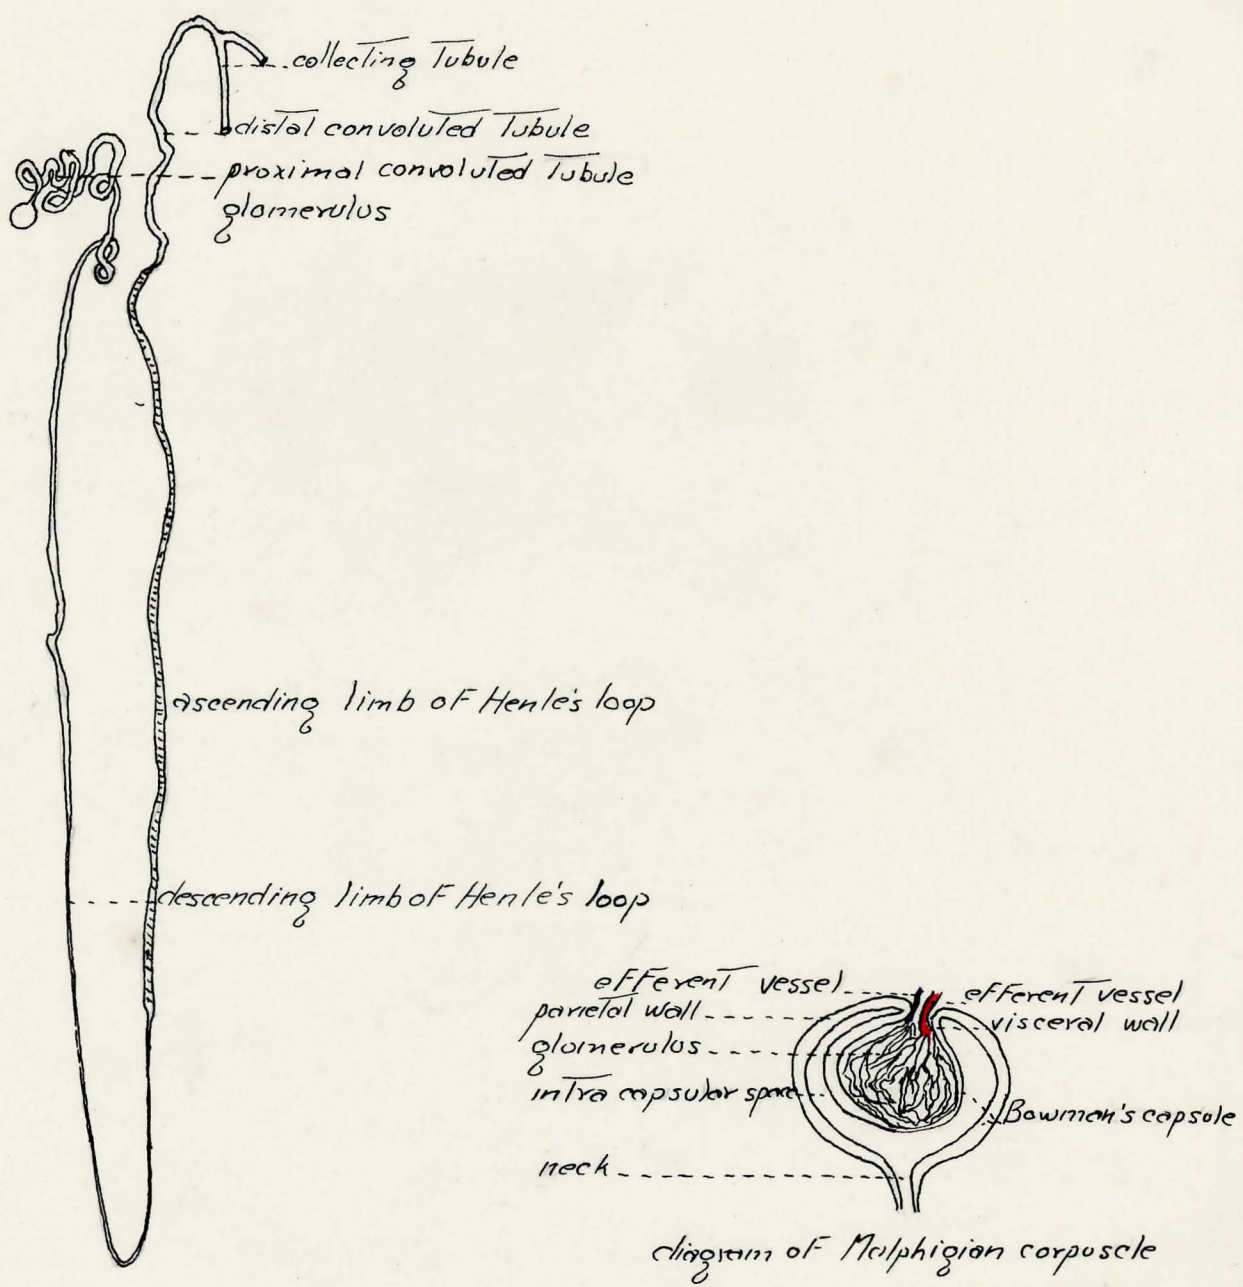 collecting Tubule
distal convoluted Tubule
proximal convoluted Tubule
glomerulus
ascending limb of Henle's loop
descending limb of Henle's loop
efferent vessel
efferent vessel
parietal wall
visceral wall
glomerulus
intra capsular space
Bowman's capsule
neck
diagram of Malphigian corpuscle